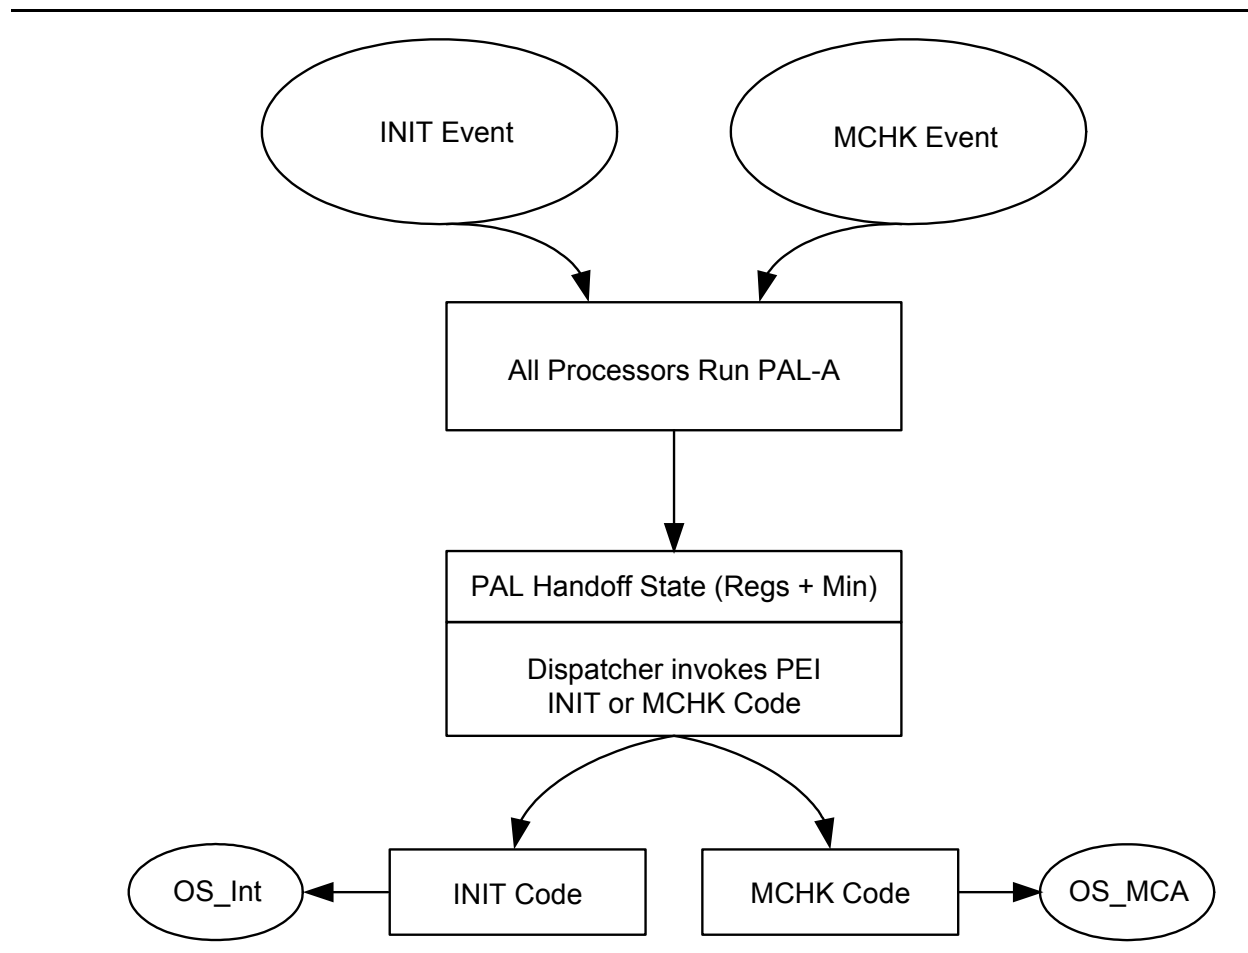 INIT Event
MCHK Event
All Processors Run PAL-A
PAL Handoff State (Regs + Min)
Dispatcher invokes PEI
INIT or MCHK Code
OS_Int
INIT Code
MCHK Code
OS_MCA